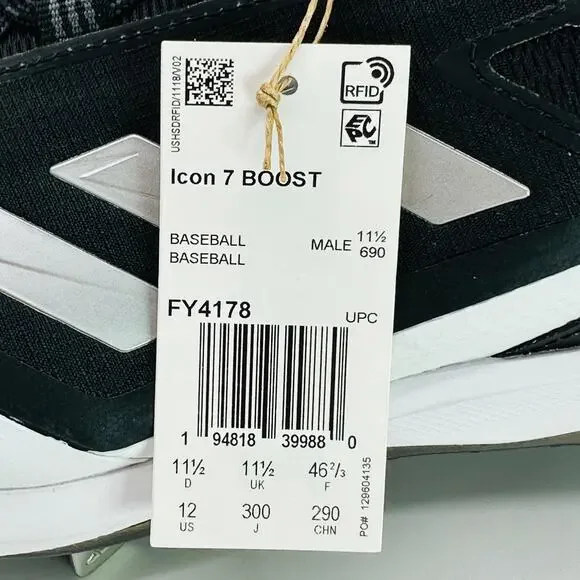 USHSDRFID/1118/V02
RFID
EPC™
Icon 7 BOOST
BASEBALL MALE 11½
BASEBALL 690
FY4178 UPC
1 94818 39988 0
11½ 11½ 46²/₃
D UK F
12 300 290
US J CHN
PO# 129604135